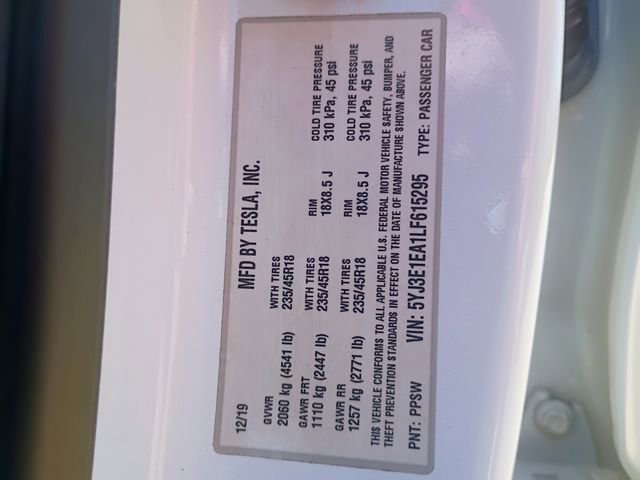 MFD BY TESLA, INC.
12/19
GVWR WITH TIRES
2060 kg (4541 lb) 235/45R18
GAWR FRT WITH TIRES RIM COLD TIRE PRESSURE
1110 kg (2447 lb) 235/45R18 18X8.5 J 310 kPa, 45 psi
GAWR RR WITH TIRES RIM COLD TIRE PRESSURE
1257 kg (2771 lb) 235/45R18 18X8.5 J 310 kPa, 45 psi
THIS VEHICLE CONFORMS TO ALL APPLICABLE U.S. FEDERAL MOTOR VEHICLE SAFETY, BUMPER, AND
THEFT PREVENTION STANDARDS IN EFFECT ON THE DATE OF MANUFACTURE SHOWN ABOVE.
PNT: PPSW VIN: 5YJ3E1EA1LF615295 TYPE: PASSENGER CAR